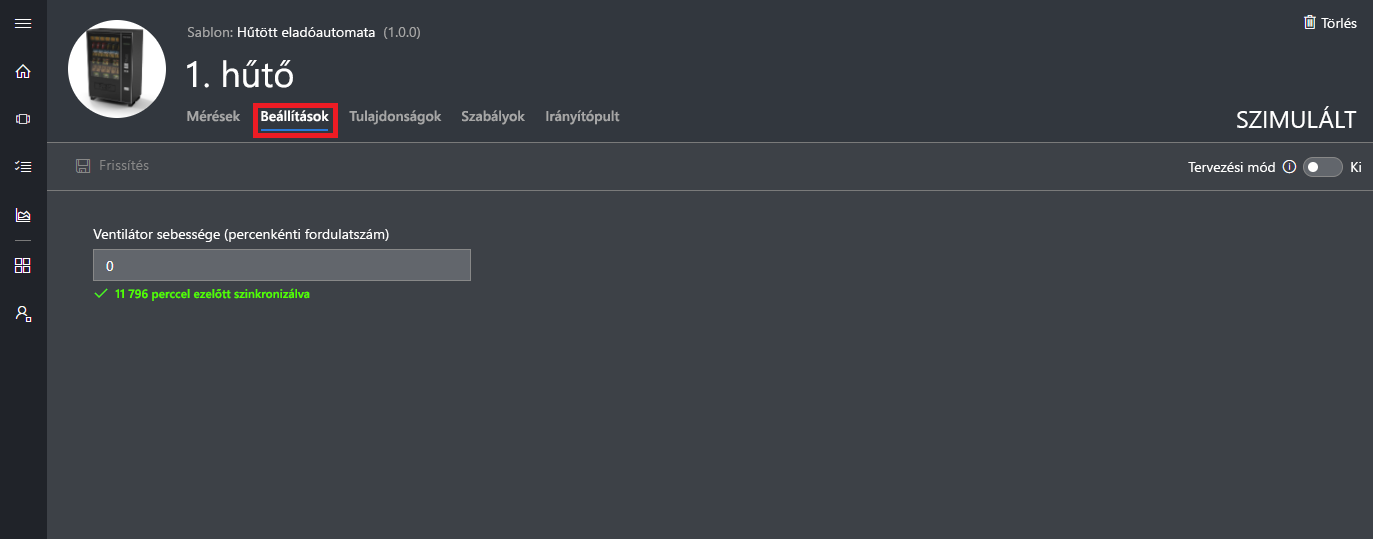 Sablon: Hűtött eladóautomata (1.0.0)
Törlés
1. hűtő
Mérések Beállítások Tulajdonságok Szabályok Irányítópult
SZIMULÁLT
Frissítés
Tervezési mód Ki
Ventilátor sebessége (percenkénti fordulatszám)
0
11 796 perccel ezelőtt szinkronizálva